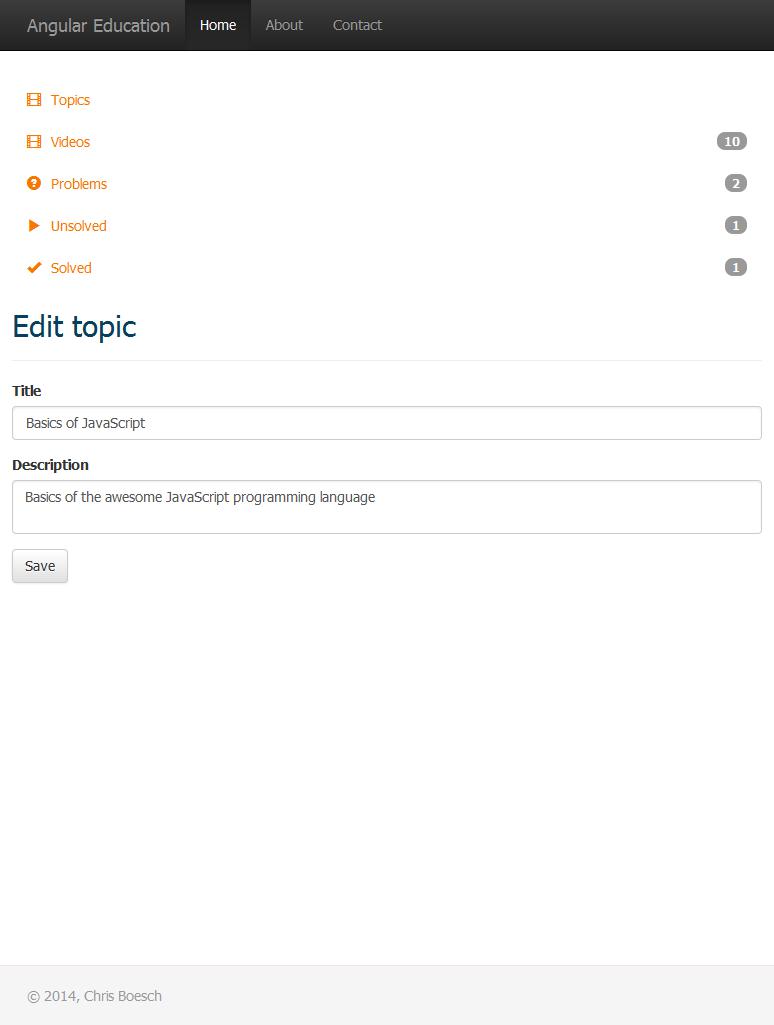 Angular Education Home About Contact
Topics
Videos 10
Problems 2
Unsolved 1
Solved 1
Edit topic
Title
Basics of JavaScript
Description
Basics of the awesome JavaScript programming language
Save
© 2014, Chris Boesch